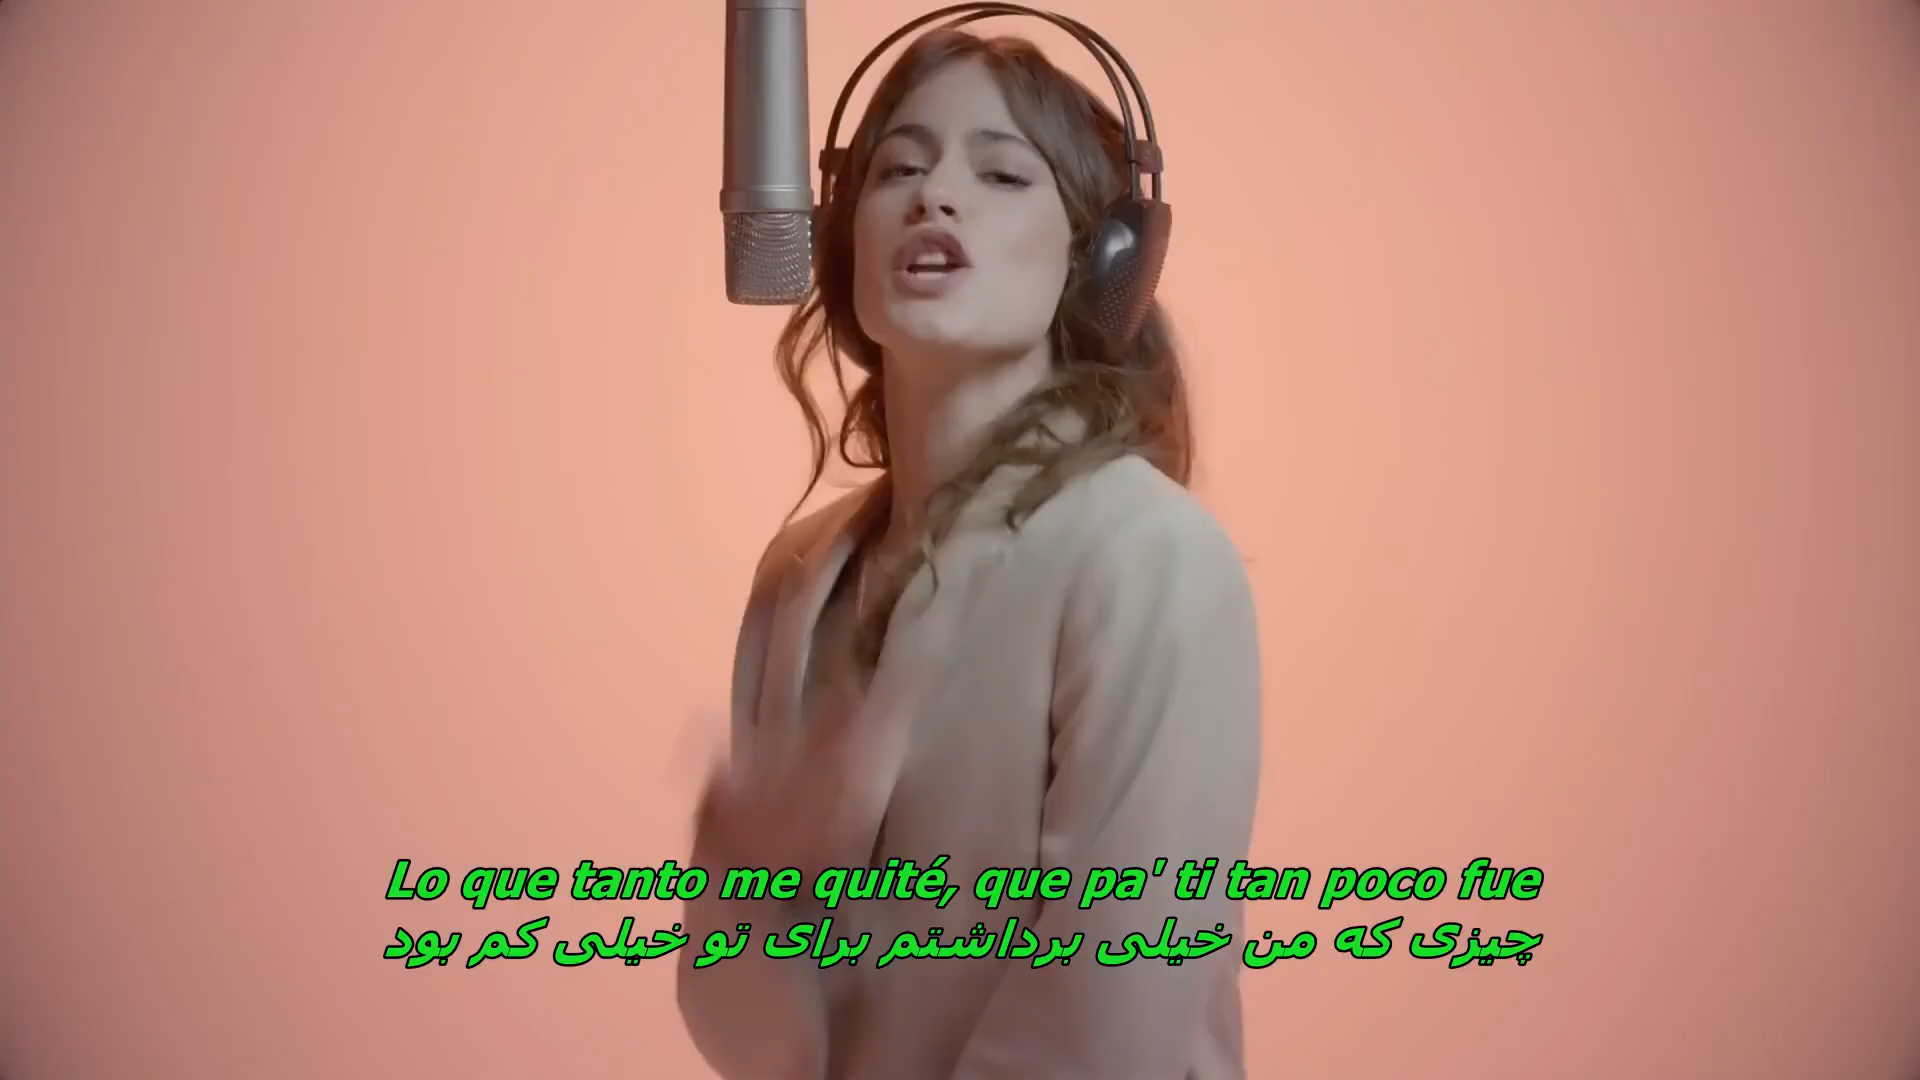 Lo que tanto me quité, que pa' ti tan poco fue
چیزی که من خیلی برداشتم برای تو خیلی کم بود